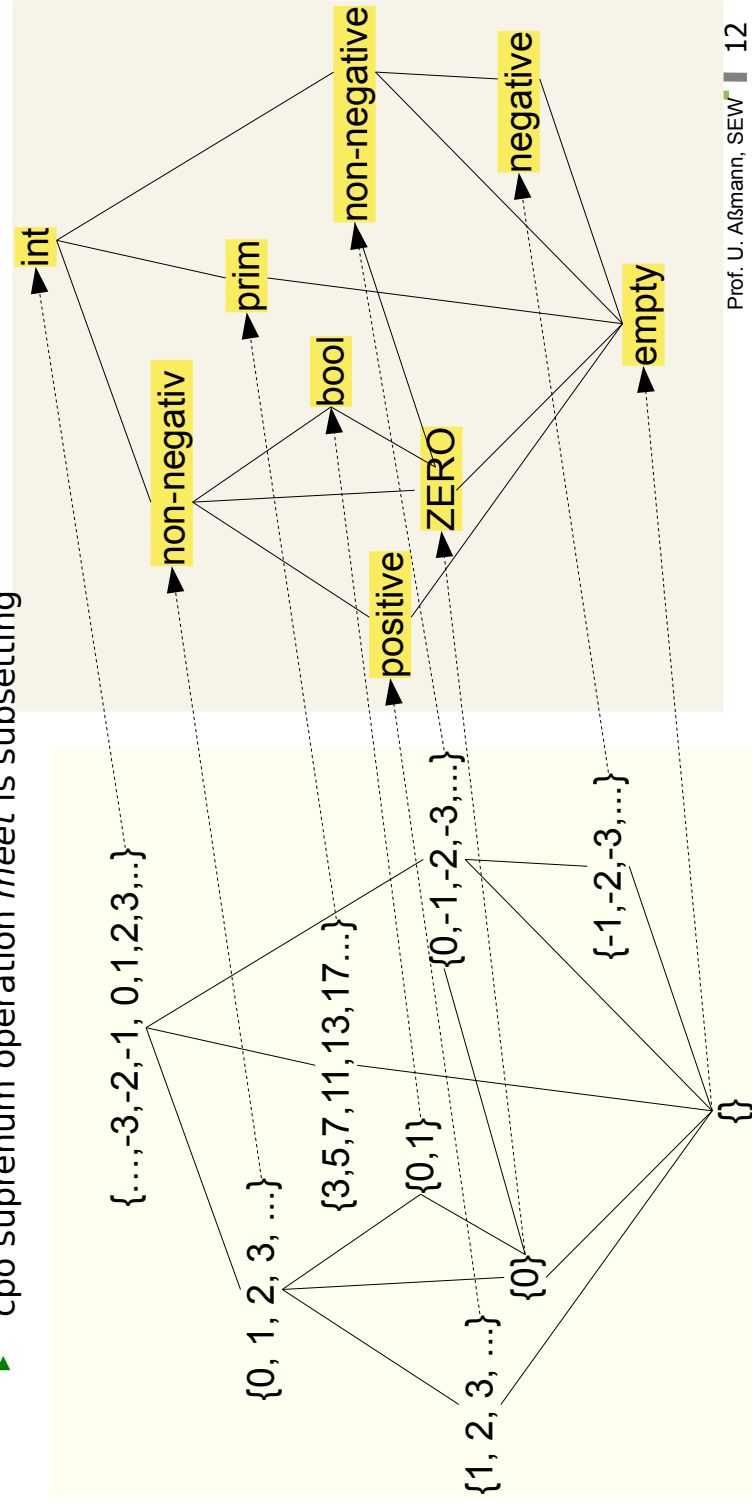 ► cpo suprenum operation meet is subsetting
int
{...,-3,-2,-1, 0,1,2,3,..}
non-negativ
prim
{0, 1, 2, 3, ...}
bool
{3,5,7,11,13,17...}
non-negative
positive
{0,1}
ZERO
{0,-1,-2,-3,...}
{1, 2, 3, ...}
negative
{0}
{-1,-2,-3,...}
empty
{}
Prof. U. Aßmann, SEW 12